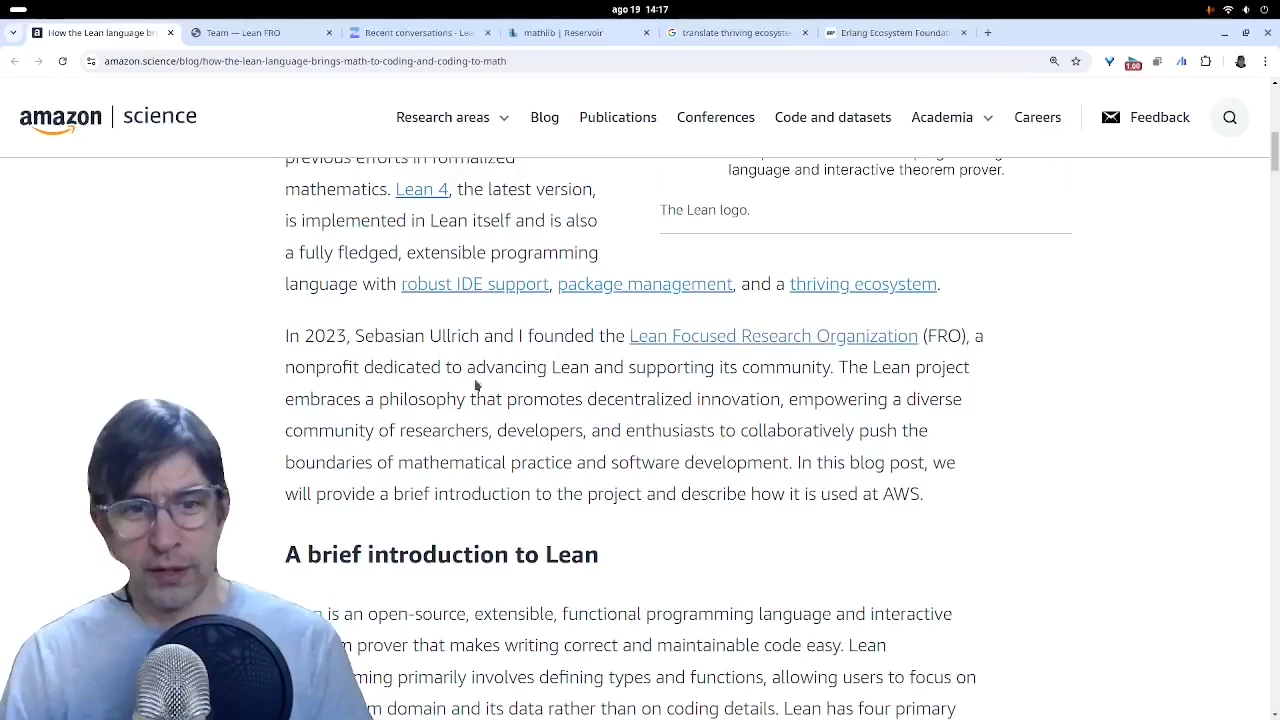 ago 19 14:17
How the Lean language bri
Team — Lean FRO
Recent conversations - Lea
mathlib | Reservoir
translate thriving ecosyste
Erlang Ecosystem Foundat
amazon.science/blog/how-the-lean-language-brings-math-to-coding-and-coding-to-math
1.00
amazon | science
Research areas
Blog
Publications
Conferences
Code and datasets
Academia
Careers
Feedback
previous efforts in formalized
mathematics. Lean 4, the latest version,
is implemented in Lean itself and is also
a fully fledged, extensible programming
language with robust IDE support, package management, and a thriving ecosystem.
language and interactive theorem prover.
The Lean logo.
In 2023, Sebasian Ullrich and I founded the Lean Focused Research Organization (FRO), a
nonprofit dedicated to advancing Lean and supporting its community. The Lean project
embraces a philosophy that promotes decentralized innovation, empowering a diverse
community of researchers, developers, and enthusiasts to collaboratively push the
boundaries of mathematical practice and software development. In this blog post, we
will provide a brief introduction to the project and describe how it is used at AWS.
A brief introduction to Lean
is an open-source, extensible, functional programming language and interactive
prover that makes writing correct and maintainable code easy. Lean
primarily involves defining types and functions, allowing users to focus on
domain and its data rather than on coding details. Lean has four primary